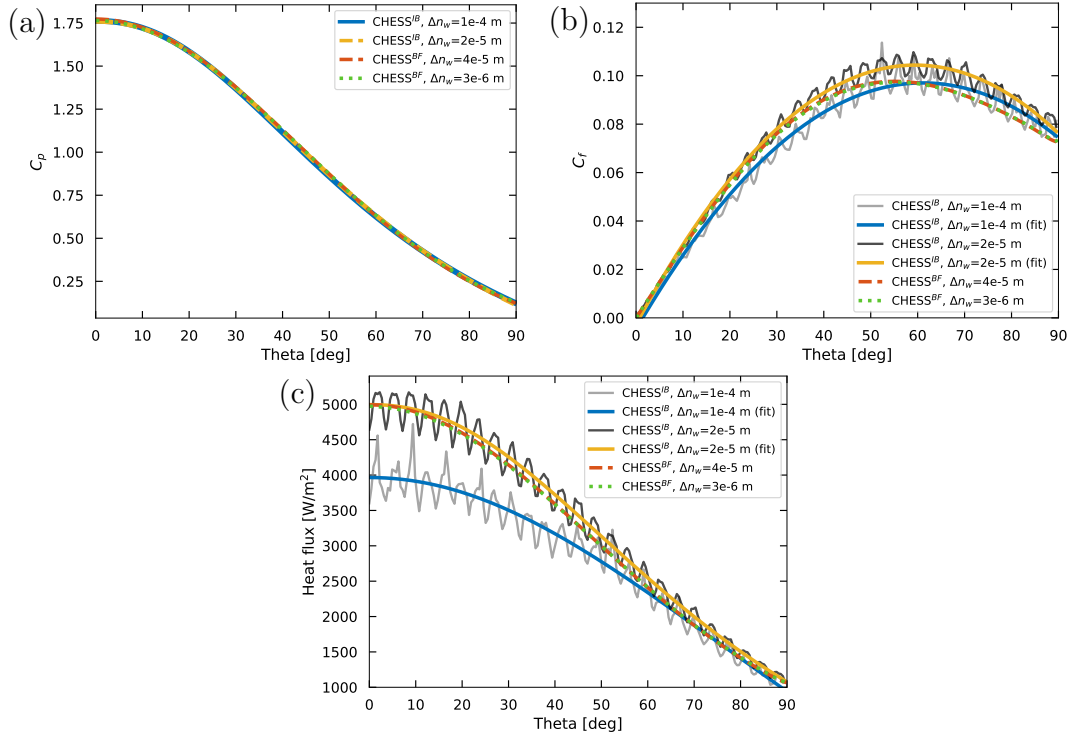 (a)
1.75
1.50
1.25
1.00
0.75
0.50
0.25
C_p
0 10 20 30 40 50 60 70 80 90
Theta [deg]
CHESS^IB, Δn_w=1e-4 m
CHESS^IB, Δn_w=2e-5 m
CHESS^BF, Δn_w=4e-5 m
CHESS^BF, Δn_w=3e-6 m
(b)
0.12
0.10
0.08
0.06
0.04
0.02
0.00
C_f
0 10 20 30 40 50 60 70 80 90
Theta [deg]
CHESS^IB, Δn_w=1e-4 m
CHESS^IB, Δn_w=1e-4 m (fit)
CHESS^IB, Δn_w=2e-5 m
CHESS^IB, Δn_w=2e-5 m (fit)
CHESS^BF, Δn_w=4e-5 m
CHESS^BF, Δn_w=3e-6 m
(c)
5000
4500
4000
3500
3000
2500
2000
1500
1000
Heat flux [W/m²]
0 10 20 30 40 50 60 70 80 90
Theta [deg]
CHESS^IB, Δn_w=1e-4 m
CHESS^IB, Δn_w=1e-4 m (fit)
CHESS^IB, Δn_w=2e-5 m
CHESS^IB, Δn_w=2e-5 m (fit)
CHESS^BF, Δn_w=4e-5 m
CHESS^BF, Δn_w=3e-6 m